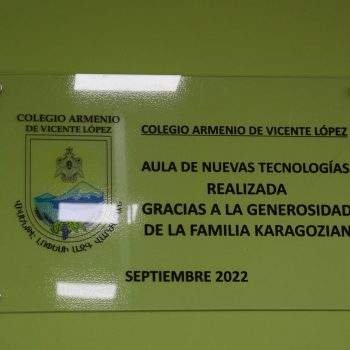 COLEGIO ARMENIO
DE VICENTE LÓPEZ
COLEGIO ARMENIO DE VICENTE LÓPEZ
AULA DE NUEVAS TECNOLOGÍAS
REALIZADA
GRACIAS A LA GENEROSIDAD
DE LA FAMILIA KARAGOZIAN
SEPTIEMBRE 2022